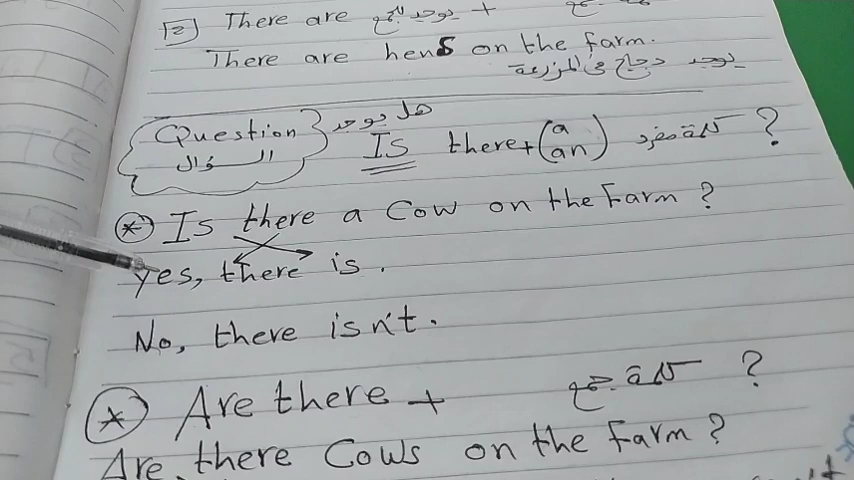 2 There are يوجد للجمع + جمع
There are hens on the farm.
يوجد دجاج فى المزرعة
Question هل يوجد
السؤال
Is there + (a an) كلمة مفرد ?
* Is there a Cow on the Farm ?
yes, there is .
No, there isn't .
* Are there + كلمة جمع ?
Are there Cows on the Farm ?